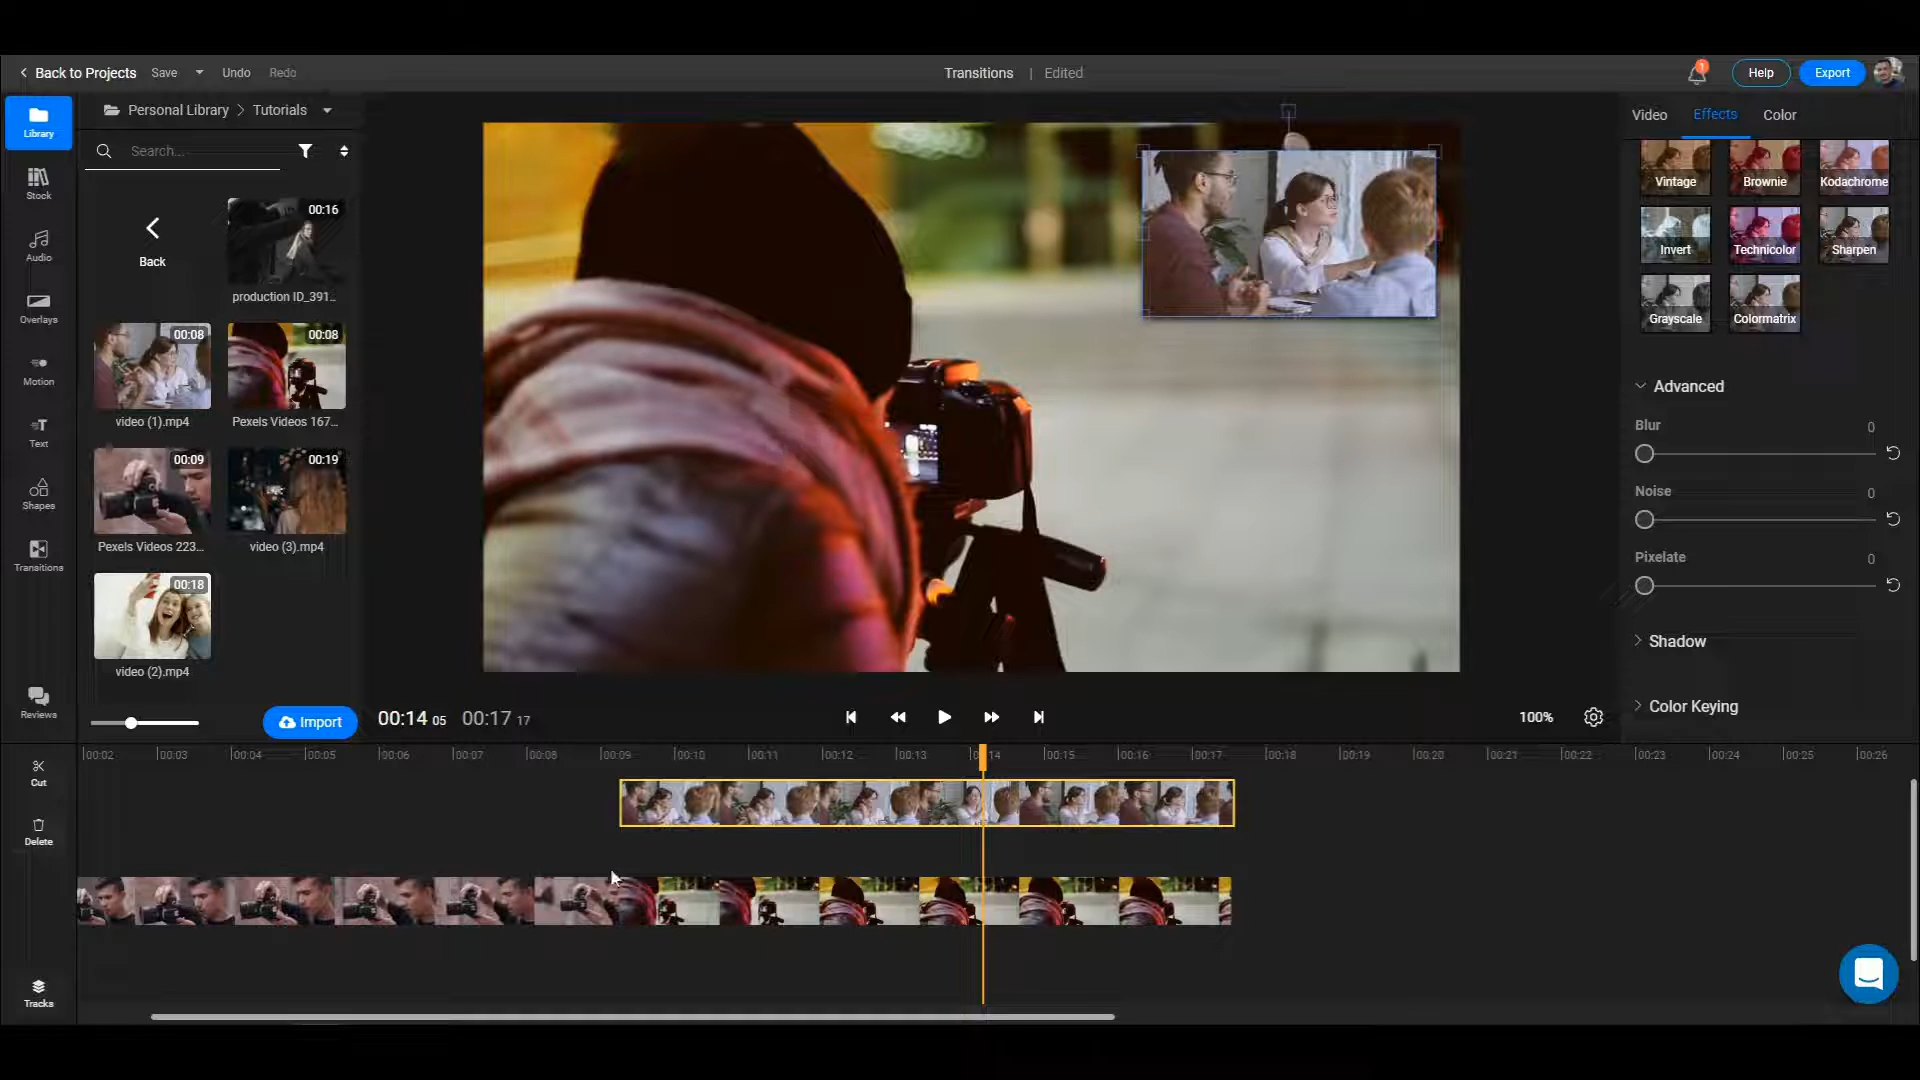 Back to Projects Save Undo Redo Transitions | Edited 1 Help Export
Library
Stock
Audio
Overlays
Motion
Text
Shapes
Transitions
Reviews
Personal Library > Tutorials
Search...
Back
00:16
production ID_391..
00:08
video (1).mp4
00:08
Pexels Videos 167...
00:09
Pexels Videos 223...
00:19
video (3).mp4
00:18
video (2).mp4
Import
00:14 05 00:17 17
100%
Video Effects Color
Vintage Brownie Kodachrome
Invert Technicolor Sharpen
Grayscale Colormatrix
Advanced
Blur 0
Noise 0
Pixelate 0
Shadow
Color Keying
00:02 00:03 00:04 00:05 00:06 00:07 00:08 00:09 00:10 00:11 00:12 00:13 14 00:15 00:16 00:17 00:18 00:19 00:20 00:21 00:22 00:23 00:24 00:25 00:26
Cut
Delete
Tracks